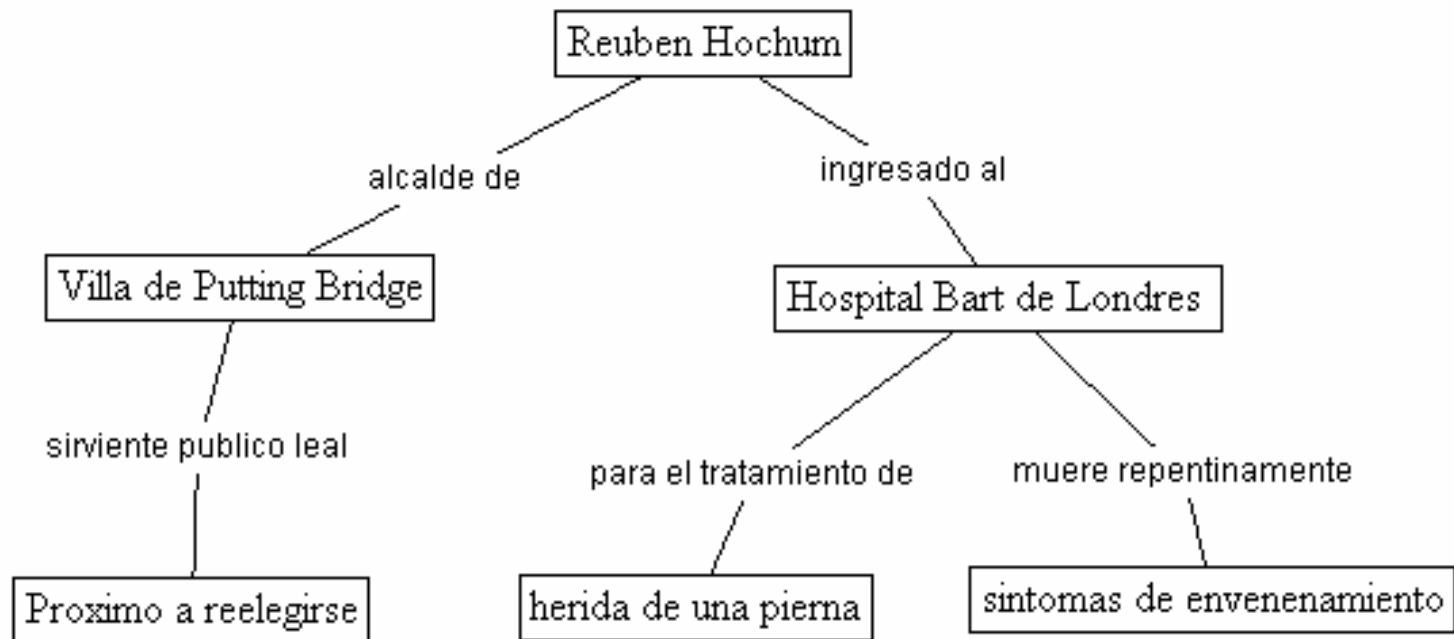 Reuben Hochum
alcalde de
ingresado al
Villa de Putting Bridge
Hospital Bart de Londres
sirviente publico leal
para el tratamiento de
muere repentinamente
Proximo a reelegirse
herida de una pierna
sintomas de envenenamiento